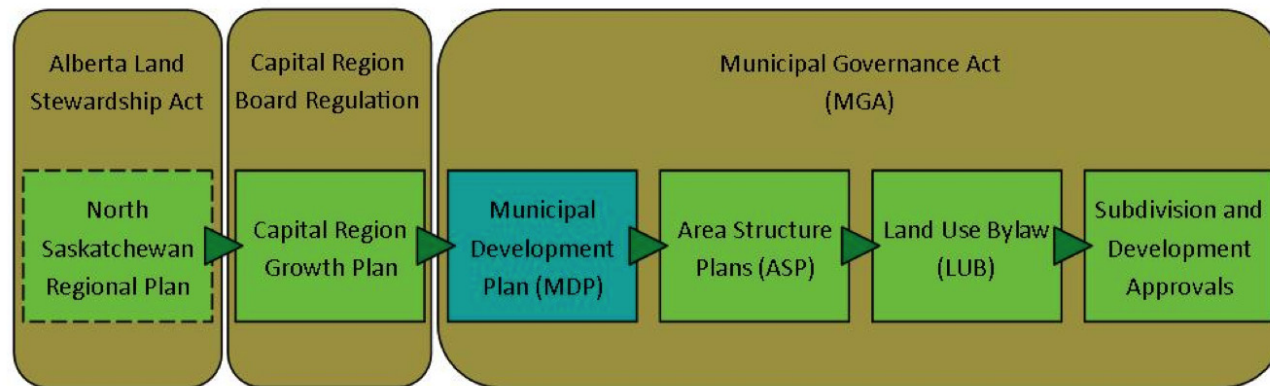 Alberta Land
Stewardship Act
Capital Region
Board Regulation
Municipal Governance Act
(MGA)
North
Saskatchewan
Regional Plan
Capital Region
Growth Plan
Municipal
Development
Plan (MDP)
Area Structure
Plans (ASP)
Land Use Bylaw
(LUB)
Subdivision and
Development
Approvals